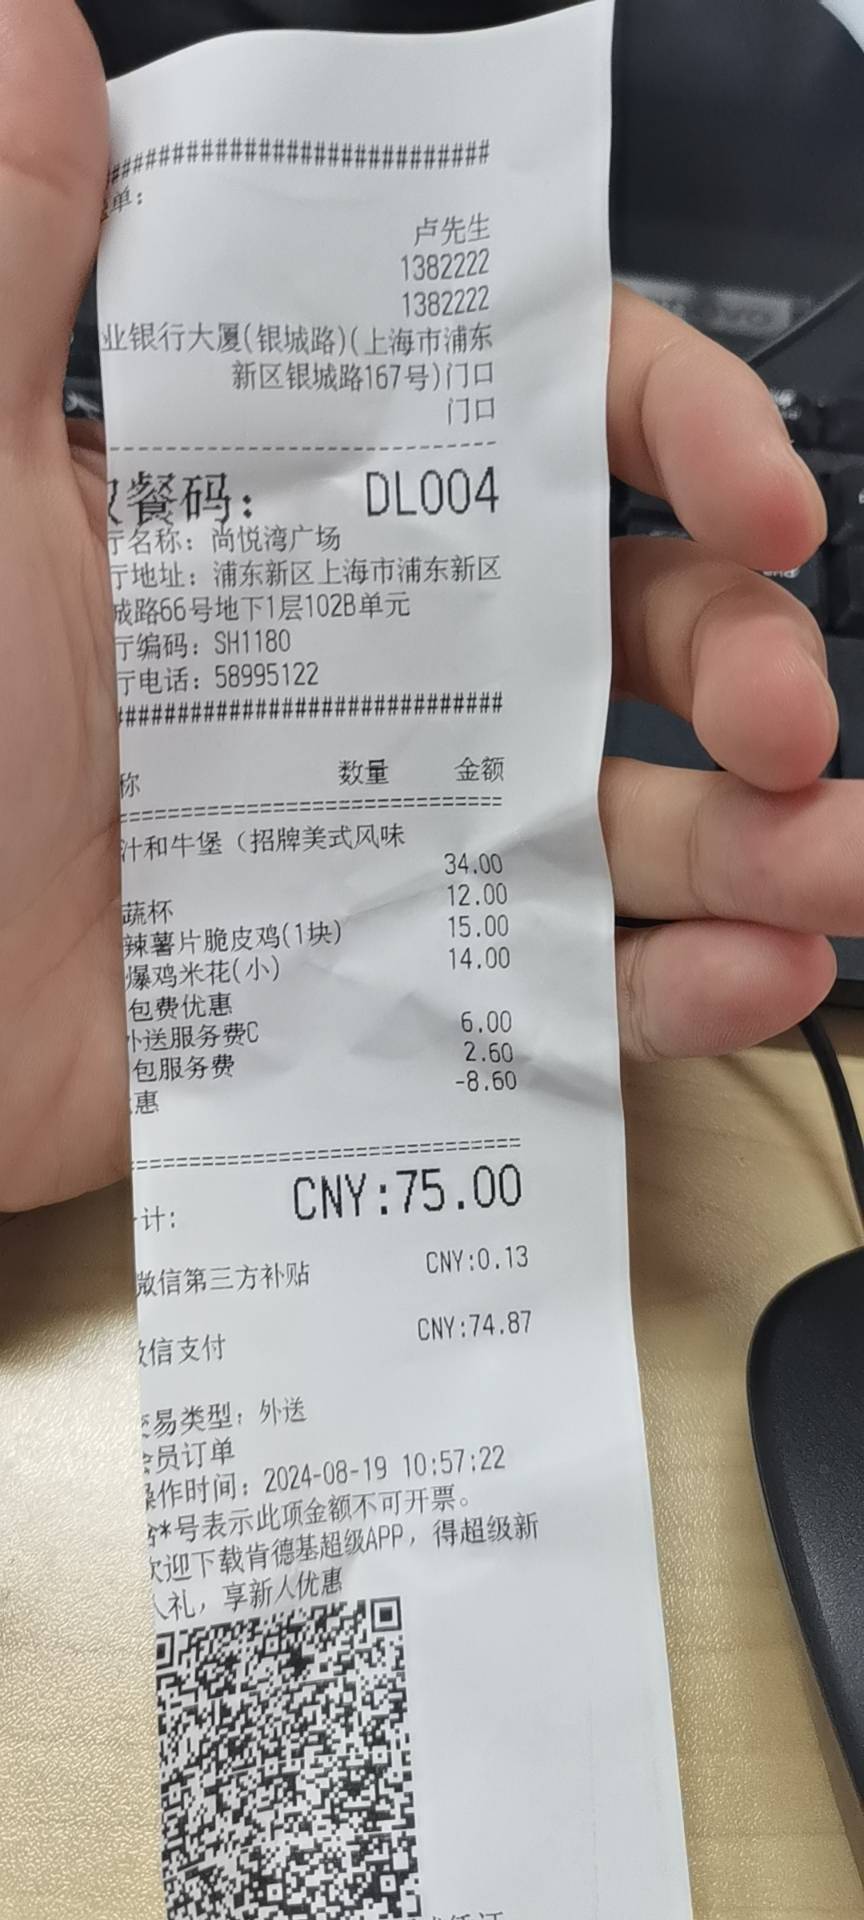 ##############################
单：
卢先生
1382222
1382222
业银行大厦(银城路)(上海市浦东
新区银城路167号)门口
门口
餐码： DL004
厅名称：尚悦湾广场
厅地址：浦东新区上海市浦东新区
城路66号地下1层102B单元
厅编码：SH1180
厅电话：58995122
##############################
称 数量 金额
==============================
汁和牛堡（招牌美式风味
34.00
蔬杯 12.00
辣薯片脆皮鸡(1块) 15.00
爆鸡米花(小) 14.00
包费优惠
外送服务费C 6.00
包服务费 2.60
惠 -8.60
==============================
计： CNY:75.00
微信第三方补贴 CNY:0.13
微信支付 CNY:74.87
交易类型：外送
会员订单
操作时间：2024-08-19 10:57:22
含*号表示此项金额不可开票。
欢迎下载肯德基超级APP，得超级新
人礼，享新人优惠